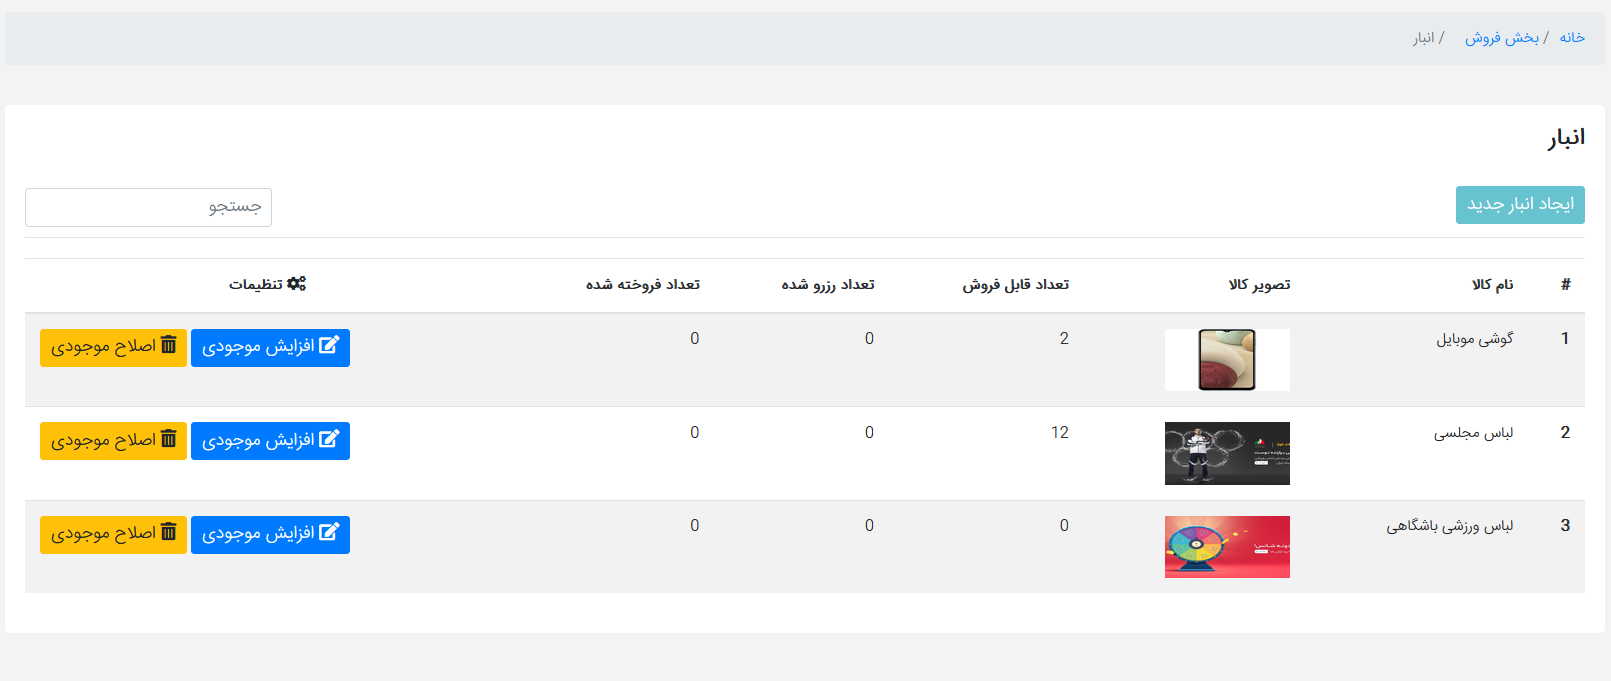 خانه / بخش فروش / انبار
انبار
ایجاد انبار جدید
جستجو
# نام کالا تصویر کالا تعداد قابل فروش تعداد رزرو شده تعداد فروخته شده تنظیمات
1 گوشی موبایل 2 0 0 افزایش موجودی اصلاح موجودی
2 لباس مجلسی 12 0 0 افزایش موجودی اصلاح موجودی
3 لباس ورزشی باشگاهی 0 0 0 افزایش موجودی اصلاح موجودی